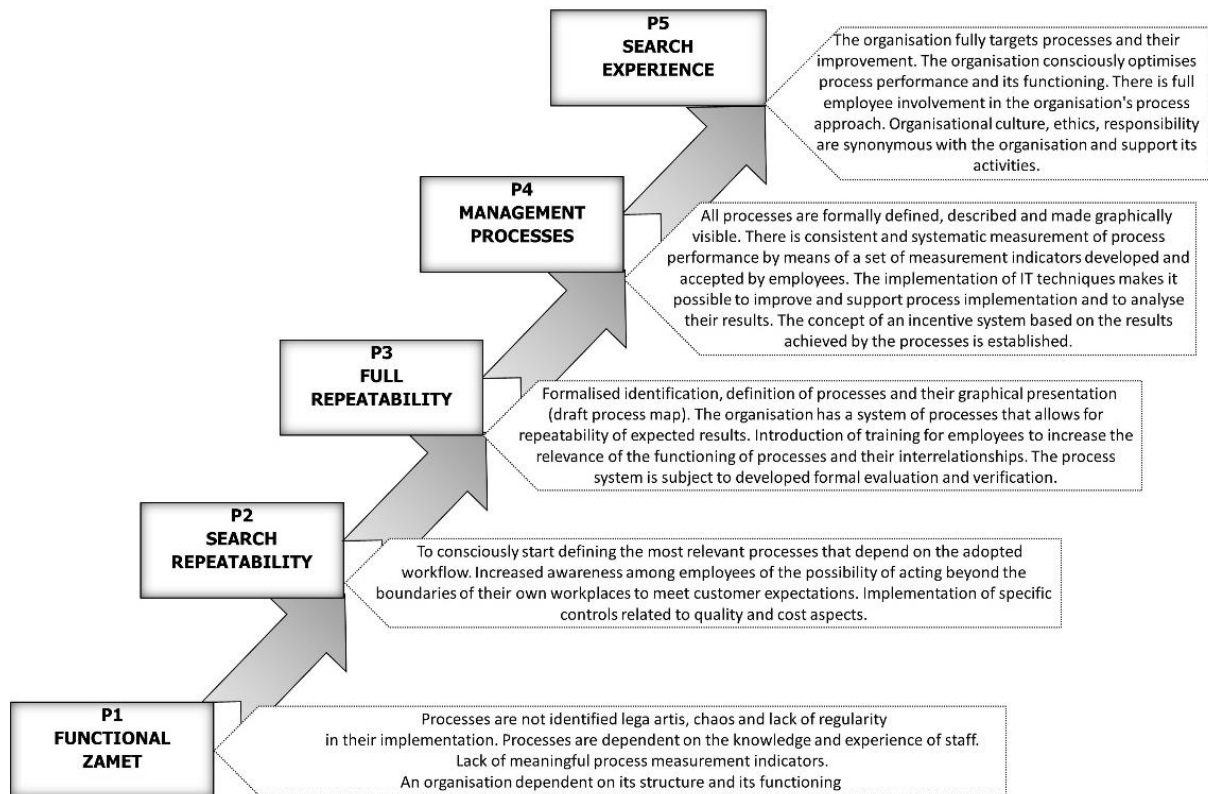 P5
SEARCH
EXPERIENCE
The organisation fully targets processes and their
improvement. The organisation consciously optimises
process performance and its functioning. There is full
employee involvement in the organisation's process
approach. Organisational culture, ethics, responsibility
are synonymous with the organisation and support its
activities.
P4
MANAGEMENT
PROCESSES
All processes are formally defined, described and made graphically
visible. There is consistent and systematic measurement of process
performance by means of a set of measurement indicators developed and
accepted by employees. The implementation of IT techniques makes it
possible to improve and support process implementation and to analyse
their results. The concept of an incentive system based on the results
achieved by the processes is established.
P3
FULL
REPEATABILITY
Formalised identification, definition of processes and their graphical presentation
(draft process map). The organisation has a system of processes that allows for
repeatability of expected results. Introduction of training for employees to increase the
relevance of the functioning of processes and their interrelationships. The process
system is subject to developed formal evaluation and verification.
P2
SEARCH
REPEATABILITY
To consciously start defining the most relevant processes that depend on the adopted
workflow. Increased awareness among employees of the possibility of acting beyond the
boundaries of their own workplaces to meet customer expectations. Implementation of specific
controls related to quality and cost aspects.
P1
FUNCTIONAL
ZAMET
Processes are not identified lega artis, chaos and lack of regularity
in their implementation. Processes are dependent on the knowledge and experience of staff.
Lack of meaningful process measurement indicators.
An organisation dependent on its structure and its functioning